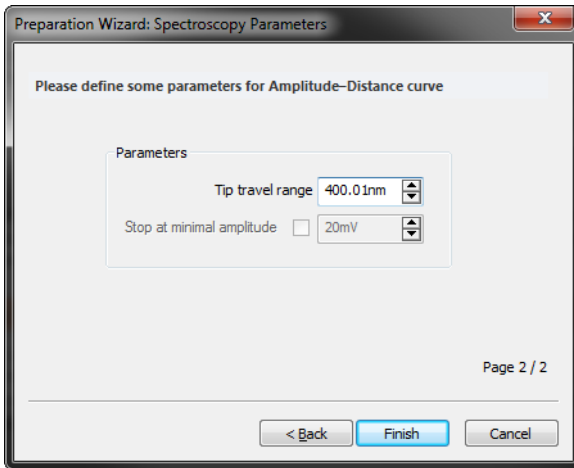 Preparation Wizard: Spectroscopy Parameters
Please define some parameters for Amplitude–Distance curve
Parameters
Tip travel range 400.01nm
Stop at minimal amplitude 20mV
Page 2 / 2
< Back Finish Cancel